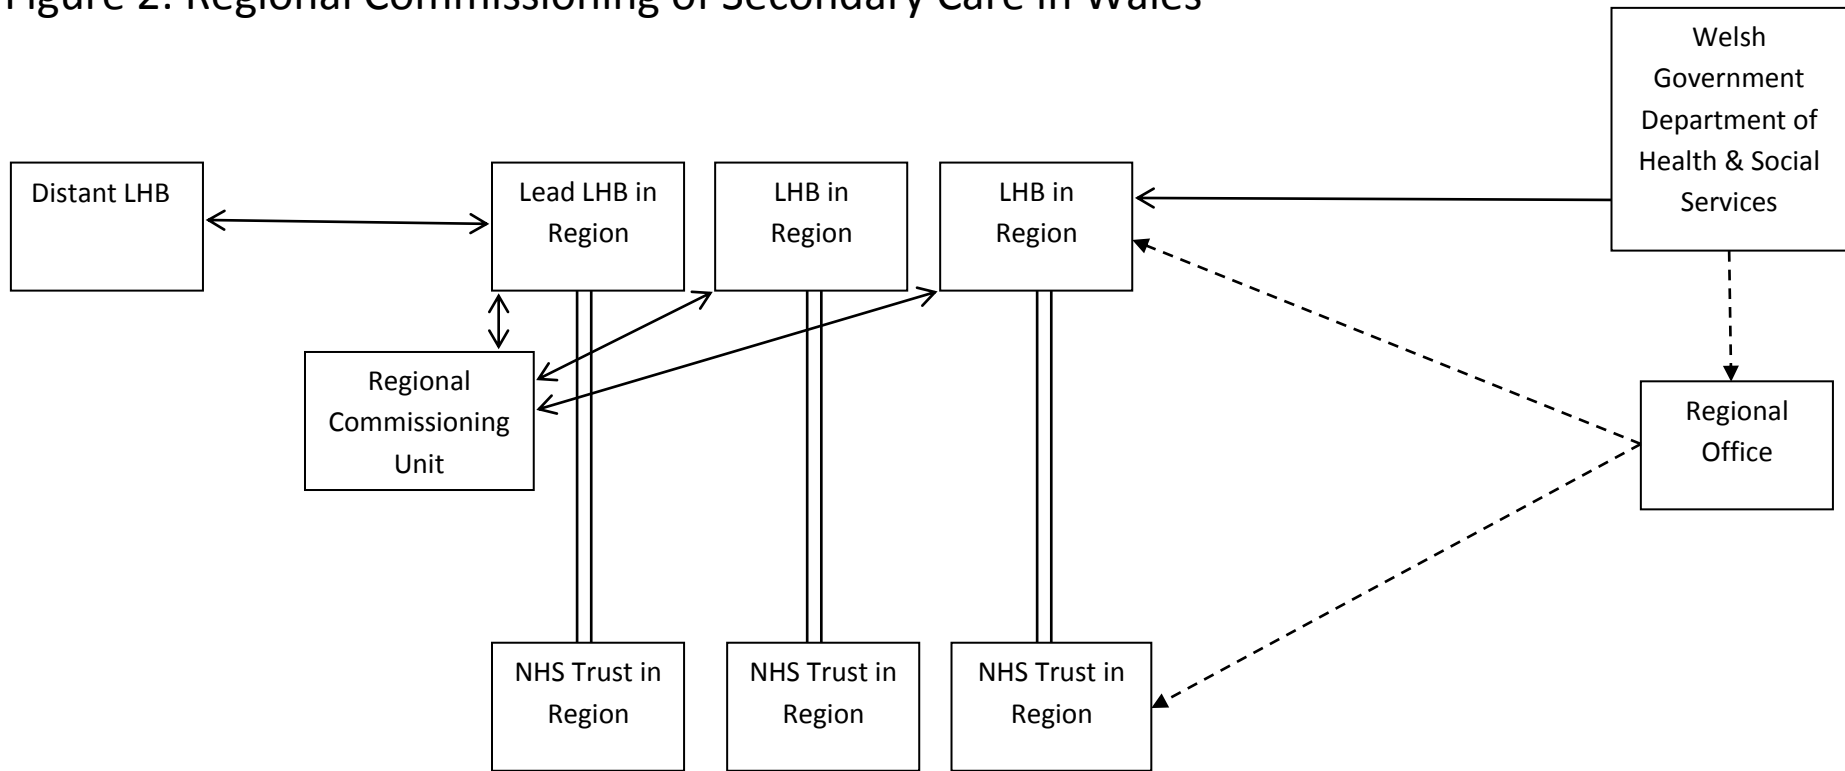 Figure 2: Regional Commissioning of Secondary Care in Wales
Welsh
Government
Department of
Health & Social
Services
Distant LHB
Lead LHB in
Region
LHB in
Region
LHB in
Region
Regional
Commissioning
Unit
Regional
Office
NHS Trust in
Region
NHS Trust in
Region
NHS Trust in
Region